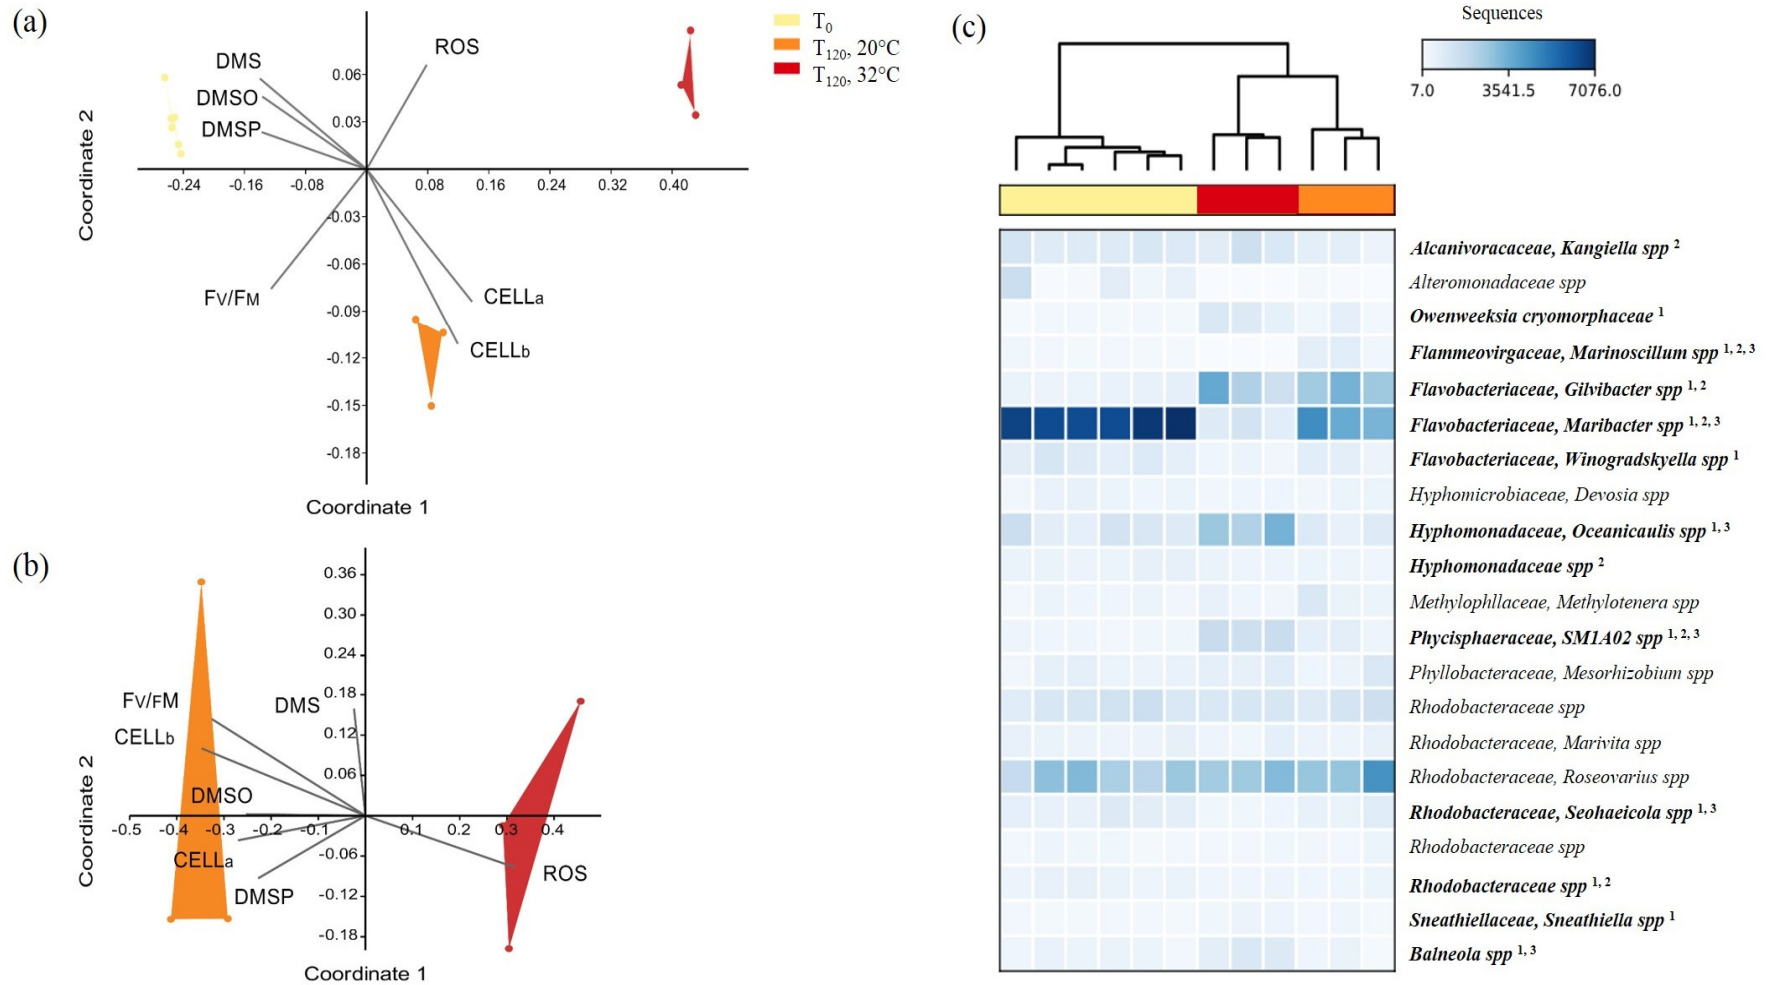 (a)
T0
T120, 20°C
T120, 32°C
DMS
DMSO
DMSP
ROS
FV/FM
CELLa
CELLb
0.06
0.03
-0.03
-0.06
-0.09
-0.12
-0.15
-0.18
-0.24
-0.16
-0.08
0.08
0.16
0.24
0.32
0.40
Coordinate 2
Coordinate 1
(b)
0.36
0.30
0.24
0.18
0.12
0.06
-0.06
-0.12
-0.18
-0.5
-0.4
-0.3
-0.2
-0.1
0.1
0.2
0.3
0.4
FV/FM
CELLb
DMS
DMSO
CELLa
DMSP
ROS
Coordinate 2
Coordinate 1
(c)
Sequences
7.0 3541.5 7076.0
Alcanivoracaceae, Kangiella spp 2
Alteromonadaceae spp
Owenweeksia cryomorphaceae 1
Flammeovirgaceae, Marinoscillum spp 1, 2, 3
Flavobacteriaceae, Gilvibacter spp 1, 2
Flavobacteriaceae, Maribacter spp 1, 2, 3
Flavobacteriaceae, Winogradskyella spp 1
Hyphomicrobiaceae, Devosia spp
Hyphomonadaceae, Oceanicaulis spp 1, 3
Hyphomonadaceae spp 2
Methylophllaceae, Methylotenera spp
Phycisphaeraceae, SM1A02 spp 1, 2, 3
Phyllobacteraceae, Mesorhizobium spp
Rhodobacteraceae spp
Rhodobacteraceae, Marivita spp
Rhodobacteraceae, Roseovarius spp
Rhodobacteraceae, Seohaeicola spp 1, 3
Rhodobacteraceae spp
Rhodobacteraceae spp 1, 2
Sneathiellaceae, Sneathiella spp 1
Balneola spp 1, 3